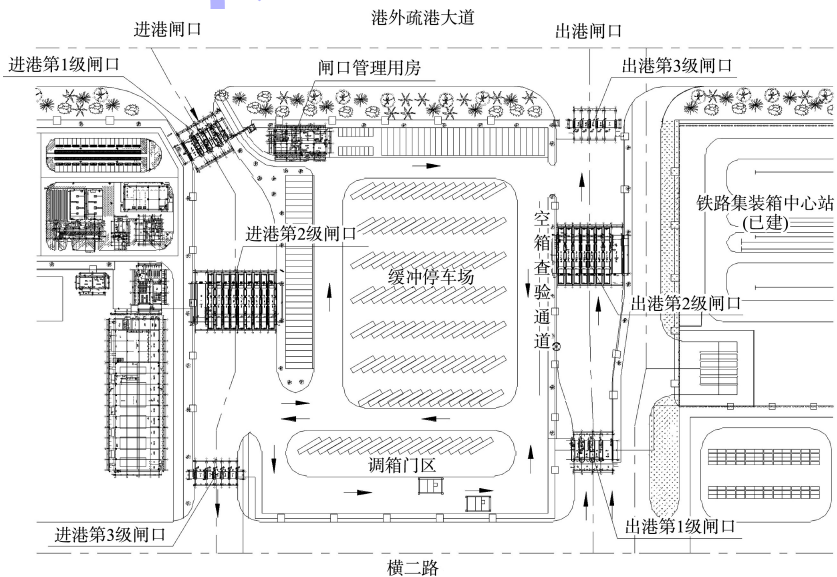 港外疏港大道
进港闸口
出港闸口
进港第1级闸口
闸口管理用房
出港第3级闸口
铁路集装箱中心站
(已建)
进港第2级闸口
空箱查验通道
缓冲停车场
出港第2级闸口
调箱门区
进港第3级闸口
出港第1级闸口
横二路